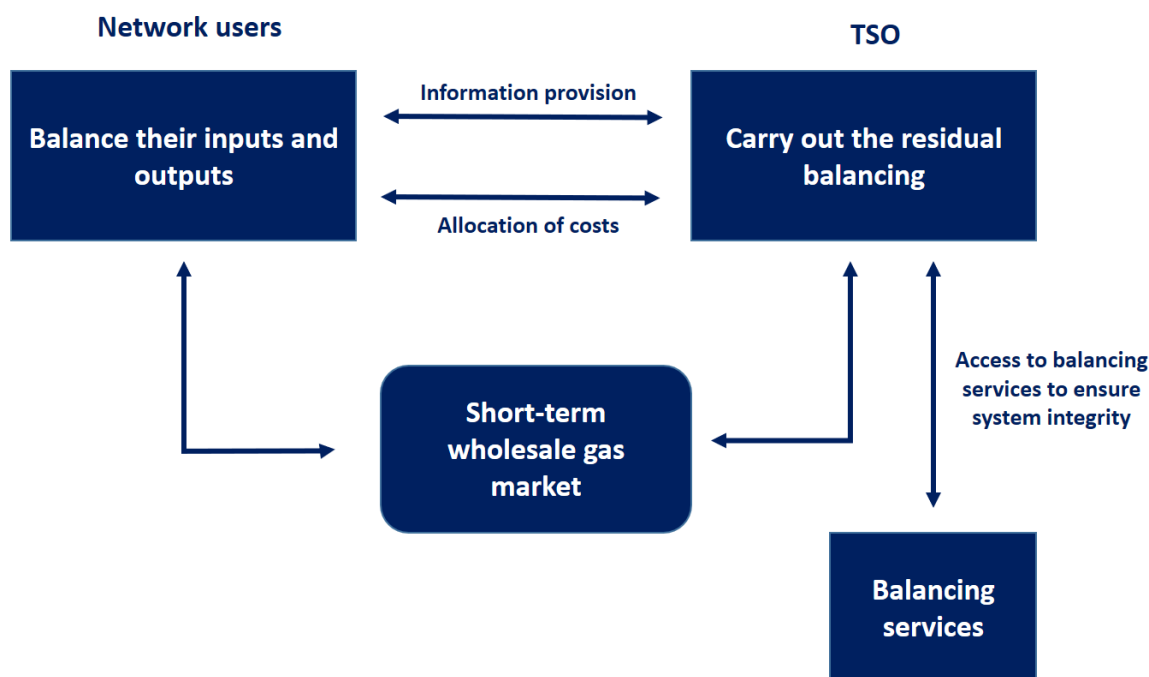 Network users
TSO
Balance their inputs and
outputs
Information provision
Allocation of costs
Carry out the residual
balancing
Short-term
wholesale gas
market
Access to balancing
services to ensure
system integrity
Balancing
services